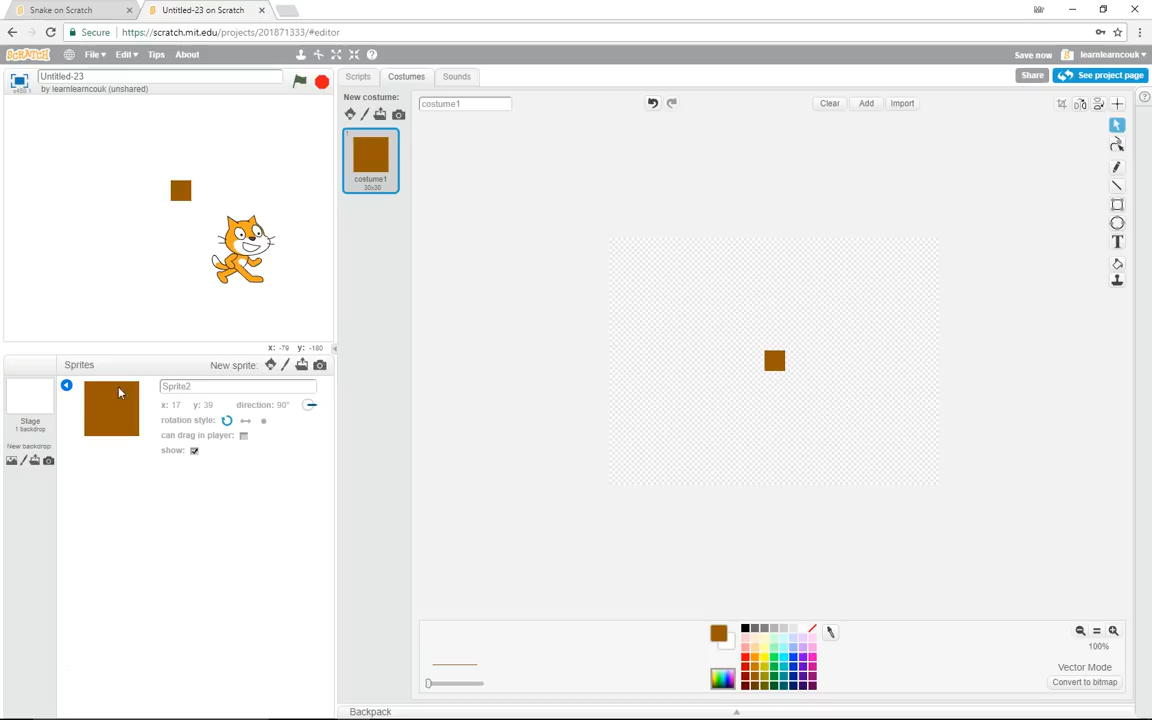 Snake on Scratch
Untitled-23 on Scratch
Mr
Secure
https://scratch.mit.edu/projects/201871333/#editor
SCRATCH
File
Edit
Tips
About
Save now
learnlearncouk
Untitled-23
by learnlearncouk (unshared)
Scripts
Costumes
Sounds
Share
See project page
New costume:
costume1
Clear
Add
Import
1
costume1
30x30
x: -79 y: -180
Sprites
New sprite:
Stage
1 backdrop
New backdrop:
Sprite2
x: 17 y: 39 direction: 90°
rotation style:
can drag in player:
show:
100%
Vector Mode
Convert to bitmap
Backpack